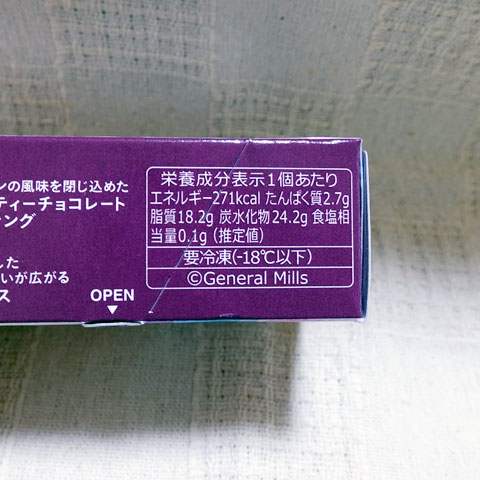 ンの風味を閉じ込めた
ティーチョコレート
ング
した
いが広がる
ス
OPEN
栄養成分表示1個あたり
エネルギー271kcal たんぱく質2.7g
脂質18.2g 炭水化物24.2g 食塩相
当量0.1g (推定値)
要冷凍(-18℃以下)
©General Mills